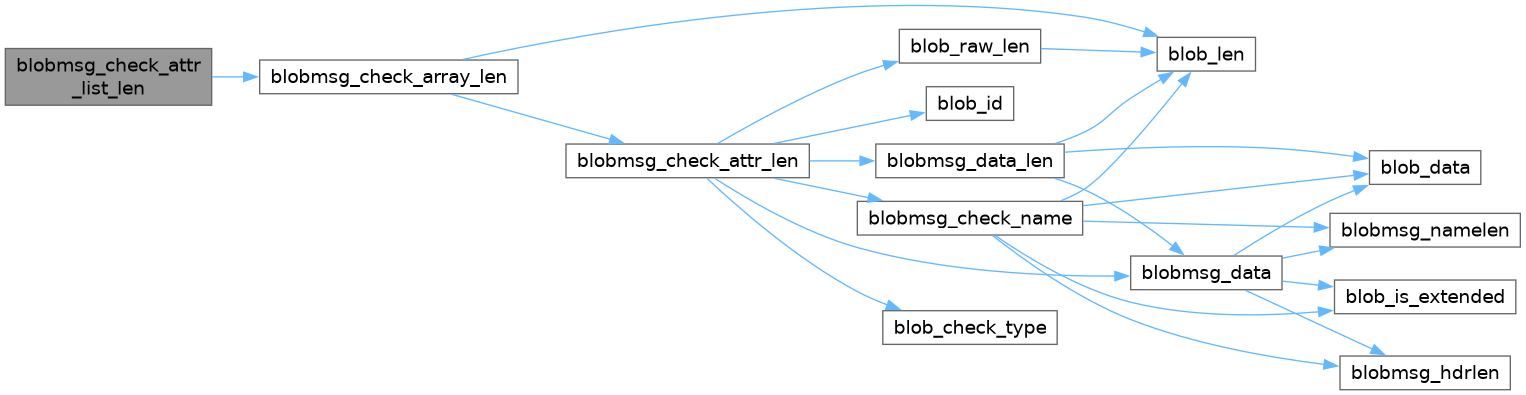 blobmsg_check_attr
_list_len
blobmsg_check_array_len
blobmsg_check_attr_len
blob_raw_len
blob_id
blobmsg_data_len
blobmsg_check_name
blob_check_type
blob_len
blobmsg_data
blob_data
blobmsg_namelen
blob_is_extended
blobmsg_hdrlen